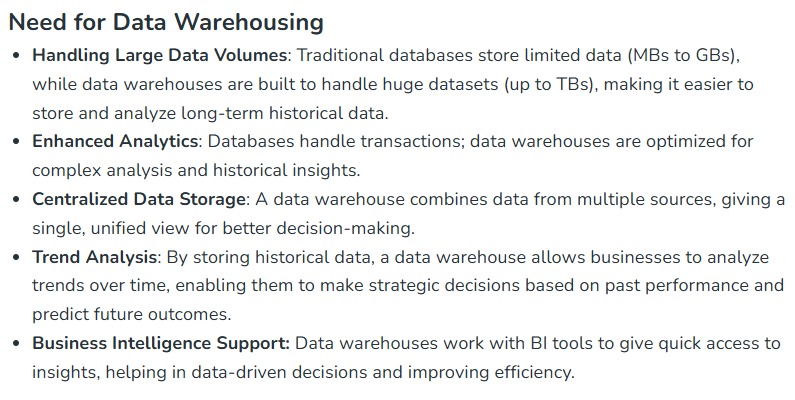 Need for Data Warehousing
• Handling Large Data Volumes: Traditional databases store limited data (MBs to GBs),
while data warehouses are built to handle huge datasets (up to TBs), making it easier to
store and analyze long-term historical data.
• Enhanced Analytics: Databases handle transactions; data warehouses are optimized for
complex analysis and historical insights.
• Centralized Data Storage: A data warehouse combines data from multiple sources, giving a
single, unified view for better decision-making.
• Trend Analysis: By storing historical data, a data warehouse allows businesses to analyze
trends over time, enabling them to make strategic decisions based on past performance and
predict future outcomes.
• Business Intelligence Support: Data warehouses work with BI tools to give quick access to
insights, helping in data-driven decisions and improving efficiency.